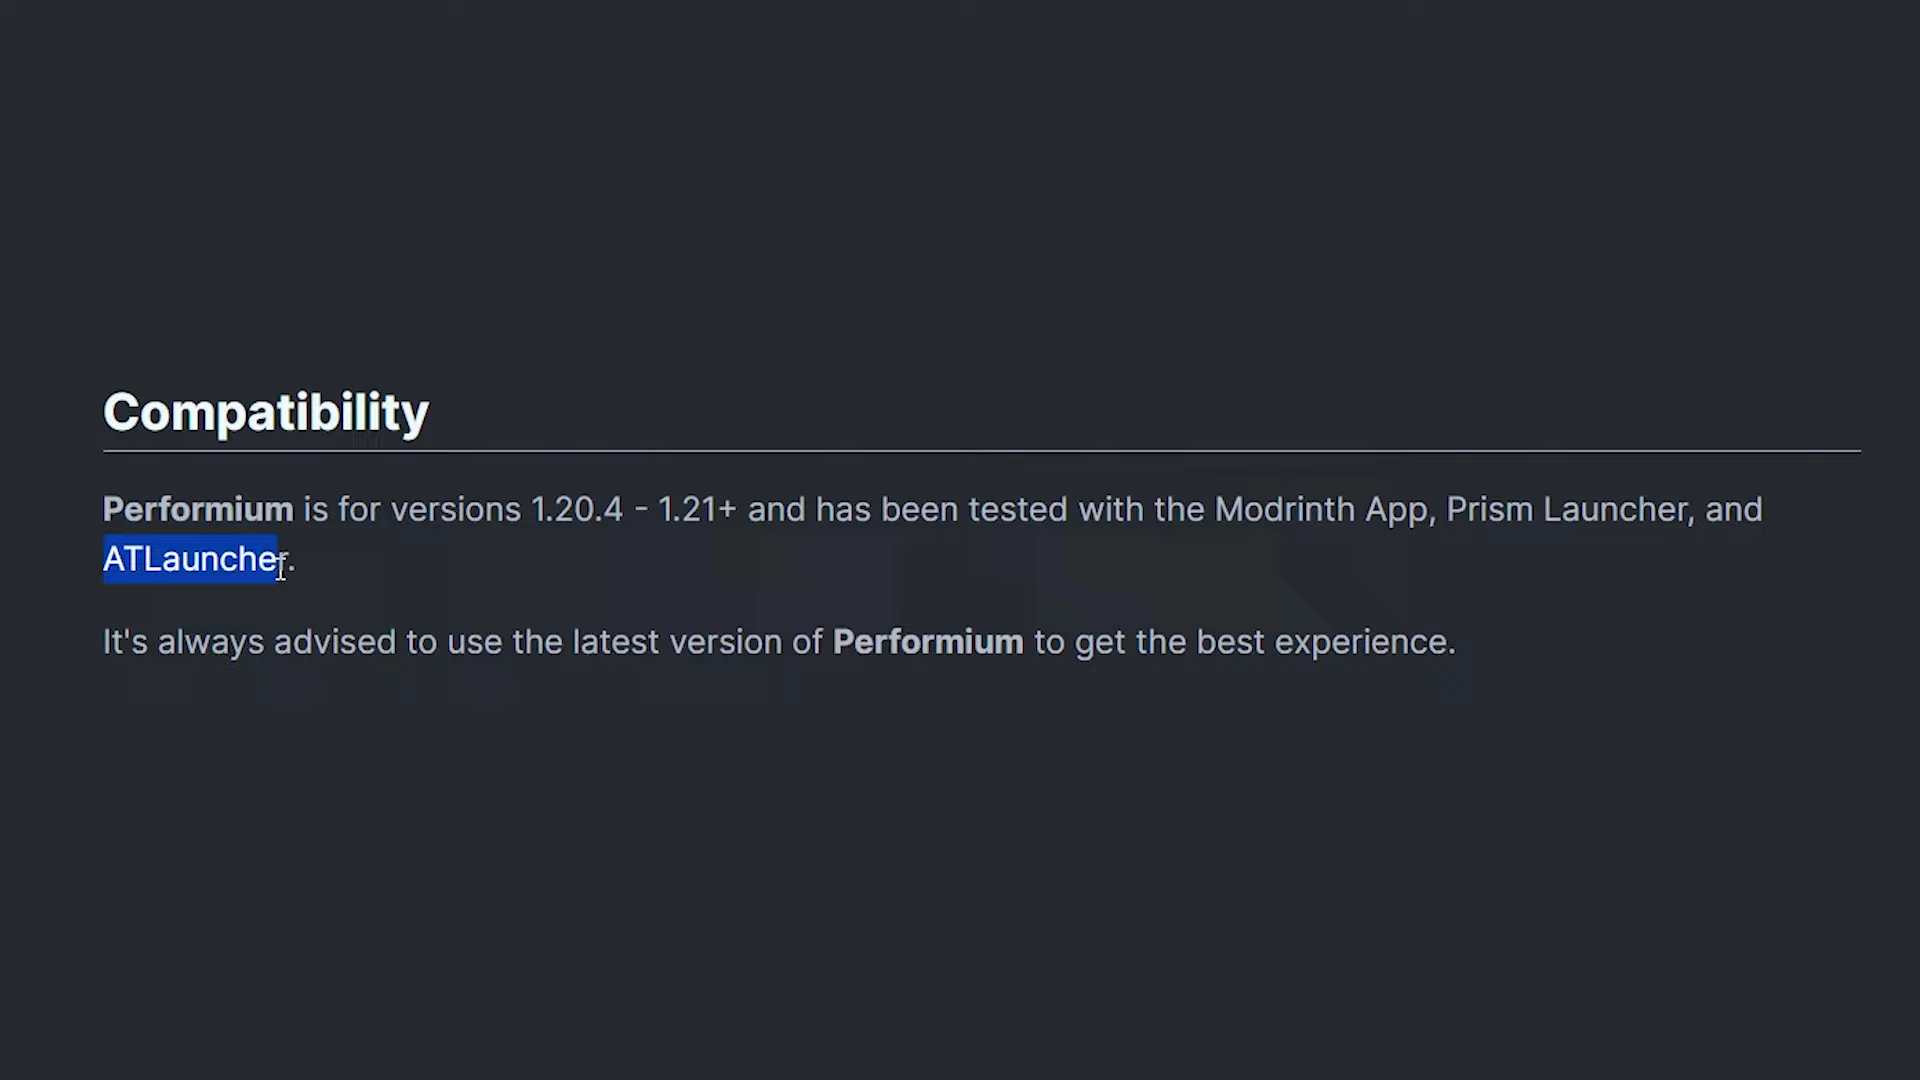 Compatibility
Performium is for versions 1.20.4 - 1.21+ and has been tested with the Modrinth App, Prism Launcher, and
ATLauncher.
It's always advised to use the latest version of Performium to get the best experience.